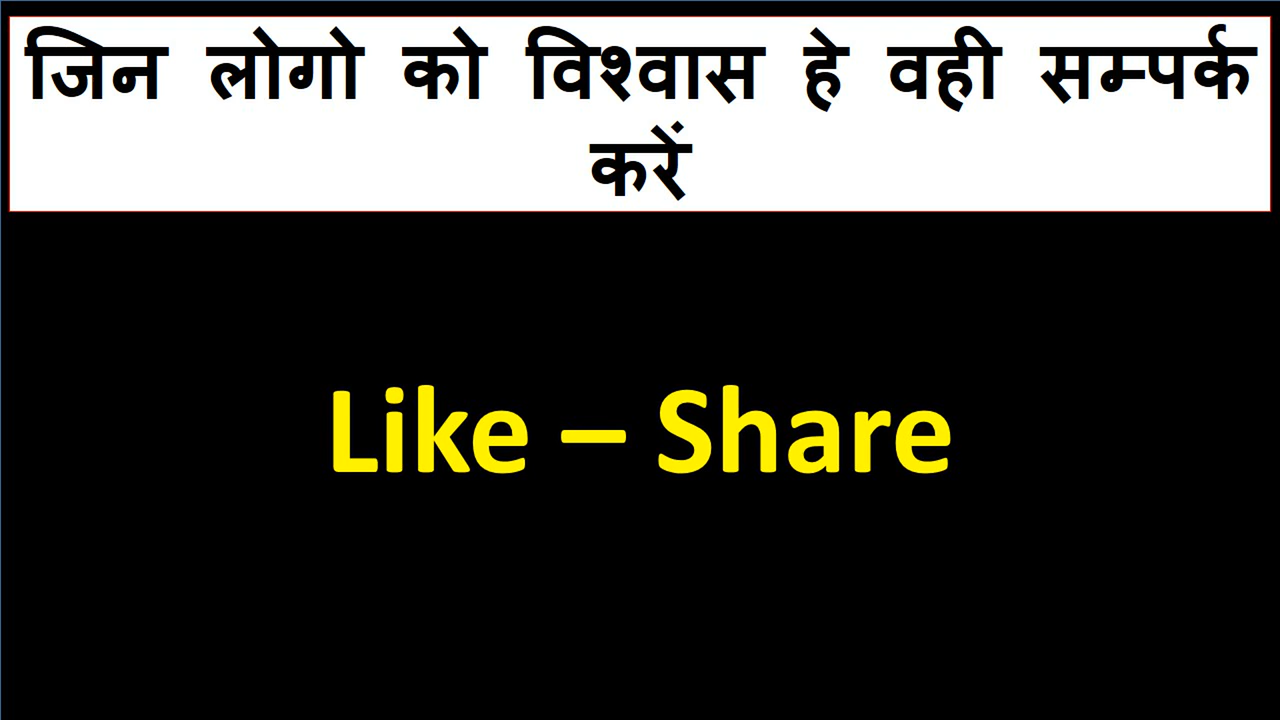 जिन लोगो को विश्वास हे वही सम्पर्क
करें
Like – Share